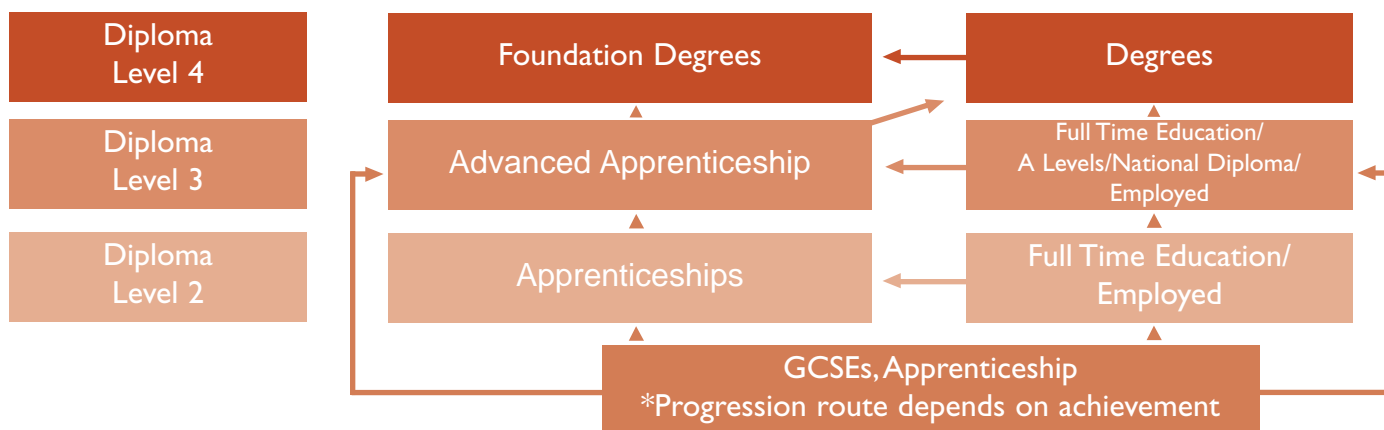 Diploma
Level 4
Foundation Degrees
Degrees
Diploma
Level 3
Advanced Apprenticeship
Full Time Education/
A Levels/National Diploma/
Employed
Diploma
Level 2
Apprenticeships
Full Time Education/
Employed
GCSEs, Apprenticeship
*Progression route depends on achievement